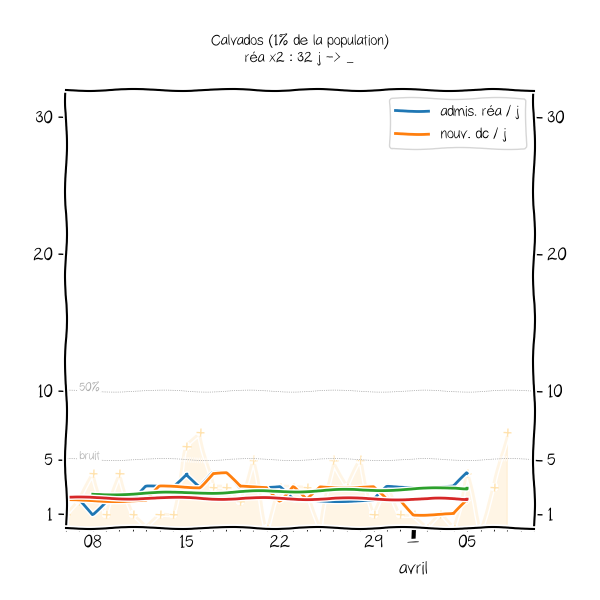 Calvados (1% de la population)
réa x2 : 32 j -> _
admis. réa / j
nouv. dc / j
30
30
20
20
50%
10
10
bruit
5
5
1
1
08
15
22
29
05
avril